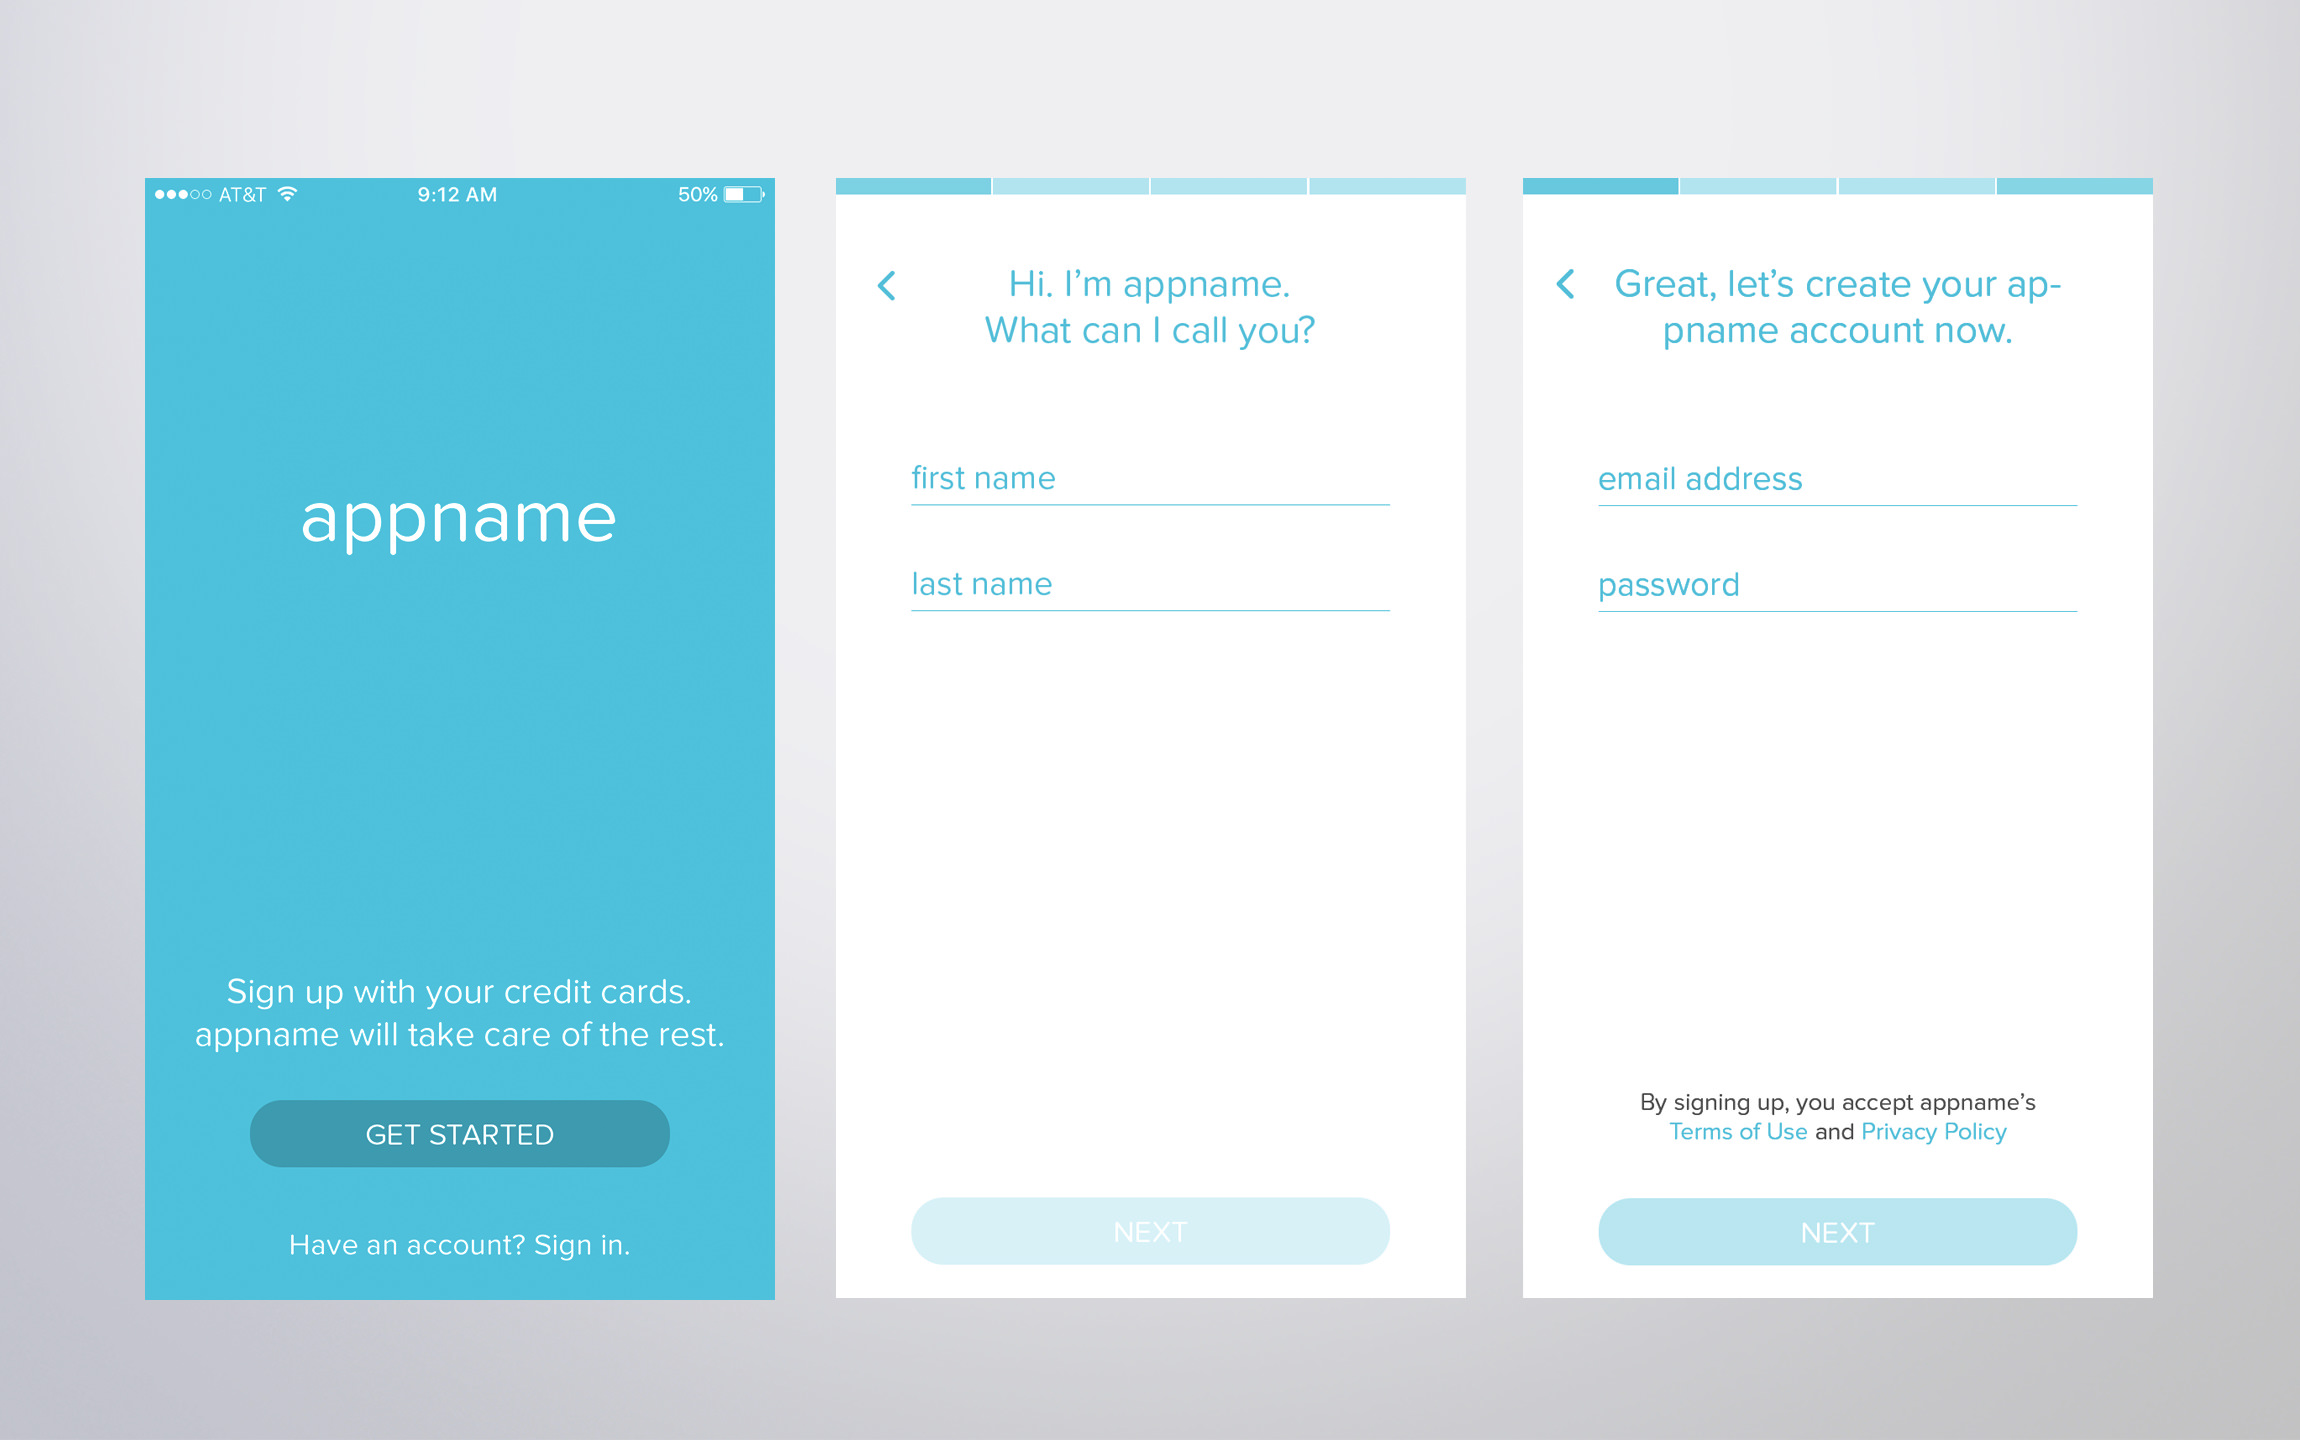 AT&T 9:12 AM 50%
appname
Sign up with your credit cards.
appname will take care of the rest.
GET STARTED
Have an account? Sign in.
Hi. I’m appname.
What can I call you?
first name
last name
NEXT
Great, let’s create your ap-
pname account now.
email address
password
By signing up, you accept appname’s
Terms of Use and Privacy Policy
NEXT